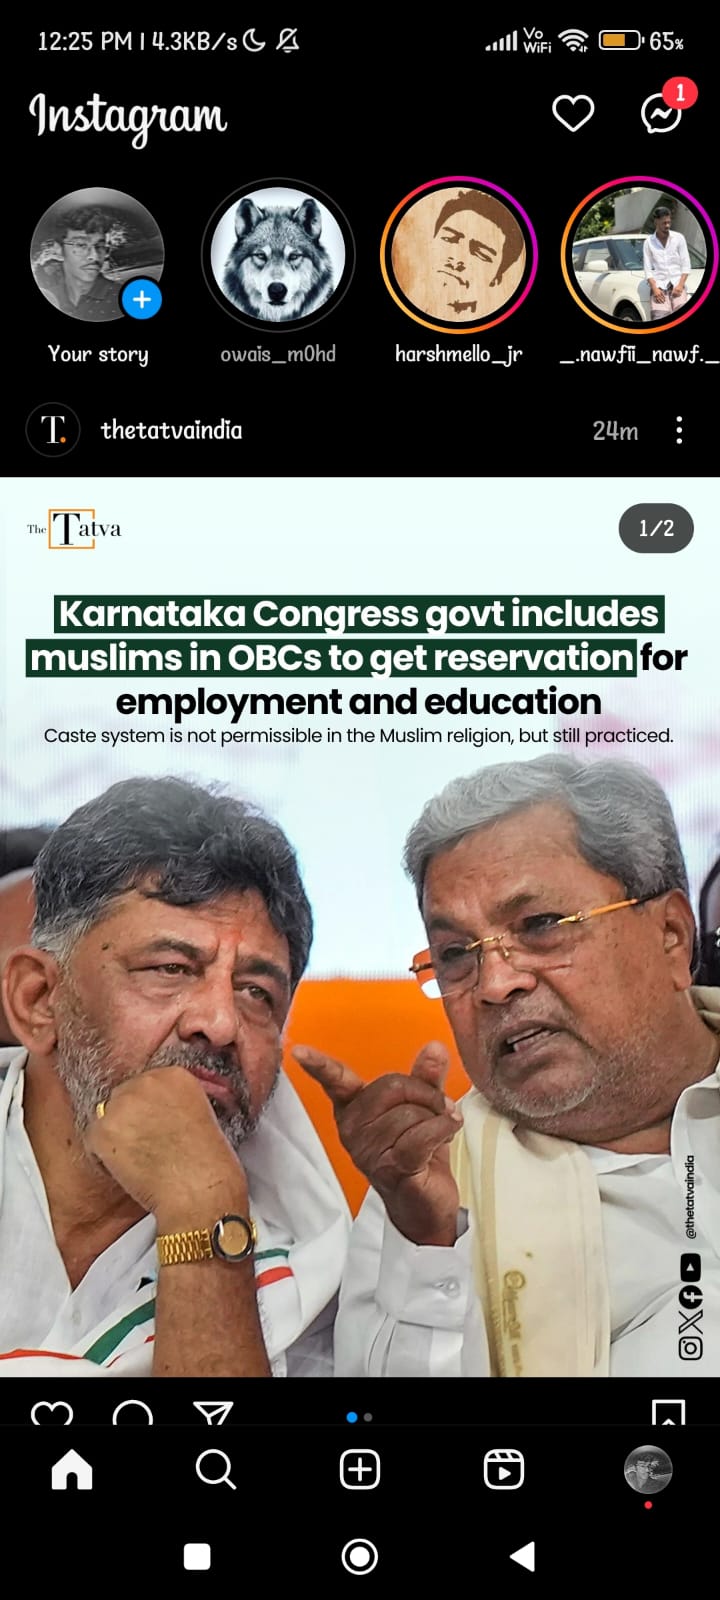 12:25 PM | 4.3KB/s
Vo
WiFi
65%
Instagram
1
Your story
owais_m0hd
harshmello_jr
_.nawfii_nawf._
T.
thetatvaindia
24m
The Tatva
1/2
Karnataka Congress govt includes
muslims in OBCs to get reservation for
employment and education
Caste system is not permissible in the Muslim religion, but still practiced.
@thetatvaindia